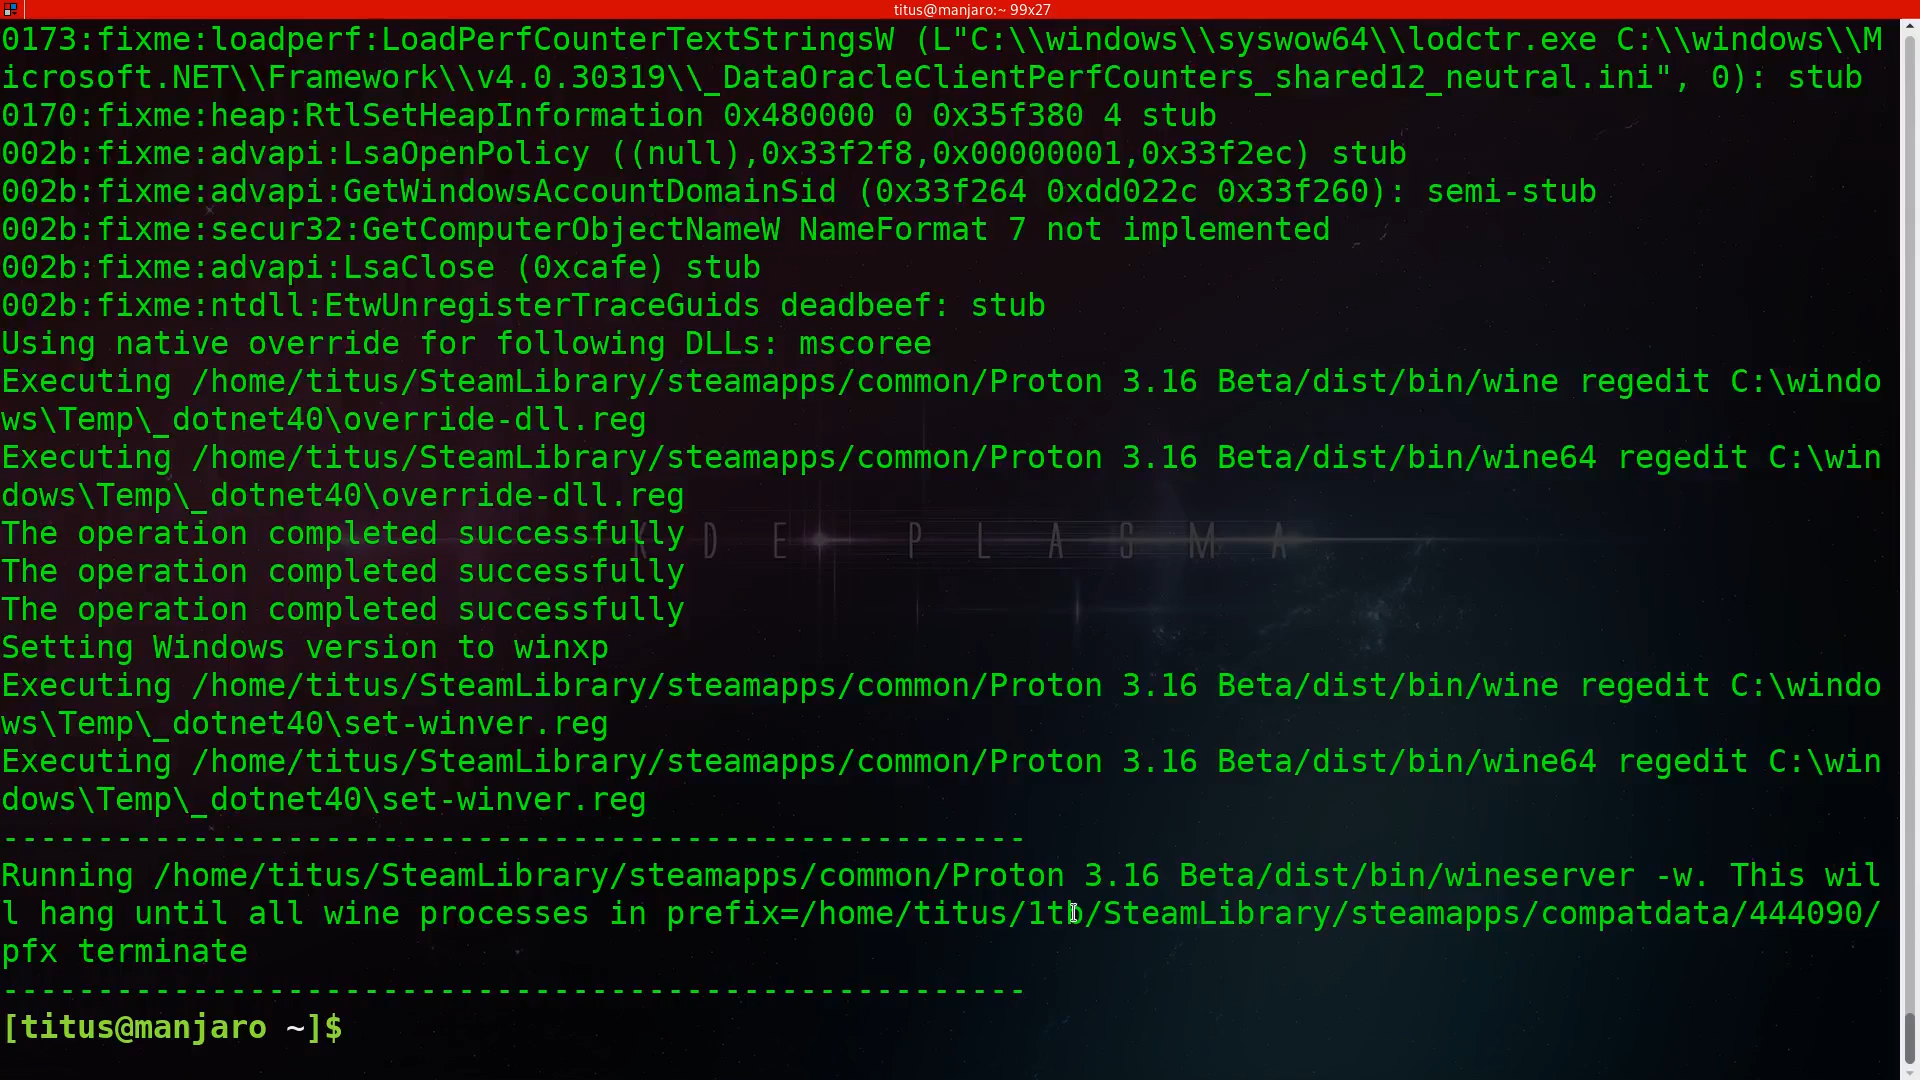 titus@manjaro:~ 99x27
0173:fixme:loadperf:LoadPerfCounterTextStringsW (L"C:\\windows\\syswow64\\lodctr.exe C:\\windows\\M
icrosoft.NET\\Framework\\v4.0.30319\\_DataOracleClientPerfCounters_shared12_neutral.ini", 0): stub
0170:fixme:heap:RtlSetHeapInformation 0x480000 0 0x35f380 4 stub
002b:fixme:advapi:LsaOpenPolicy ((null),0x33f2f8,0x00000001,0x33f2ec) stub
002b:fixme:advapi:GetWindowsAccountDomainSid (0x33f264 0xdd022c 0x33f260): semi-stub
002b:fixme:secur32:GetComputerObjectNameW NameFormat 7 not implemented
002b:fixme:advapi:LsaClose (0xcafe) stub
002b:fixme:ntdll:EtwUnregisterTraceGuids deadbeef: stub
Using native override for following DLLs: mscoree
Executing /home/titus/SteamLibrary/steamapps/common/Proton 3.16 Beta/dist/bin/wine regedit C:\windo
ws\Temp\_dotnet40\override-dll.reg
Executing /home/titus/SteamLibrary/steamapps/common/Proton 3.16 Beta/dist/bin/wine64 regedit C:\win
dows\Temp\_dotnet40\override-dll.reg
The operation completed successfully
KDE PLASMA
The operation completed successfully
The operation completed successfully
Setting Windows version to winxp
Executing /home/titus/SteamLibrary/steamapps/common/Proton 3.16 Beta/dist/bin/wine regedit C:\windo
ws\Temp\_dotnet40\set-winver.reg
Executing /home/titus/SteamLibrary/steamapps/common/Proton 3.16 Beta/dist/bin/wine64 regedit C:\win
dows\Temp\_dotnet40\set-winver.reg
------------------------------------------------------
Running /home/titus/SteamLibrary/steamapps/common/Proton 3.16 Beta/dist/bin/wineserver -w. This wil
l hang until all wine processes in prefix=/home/titus/1tb/SteamLibrary/steamapps/compatdata/444090/
pfx terminate
------------------------------------------------------
[titus@manjaro ~]$